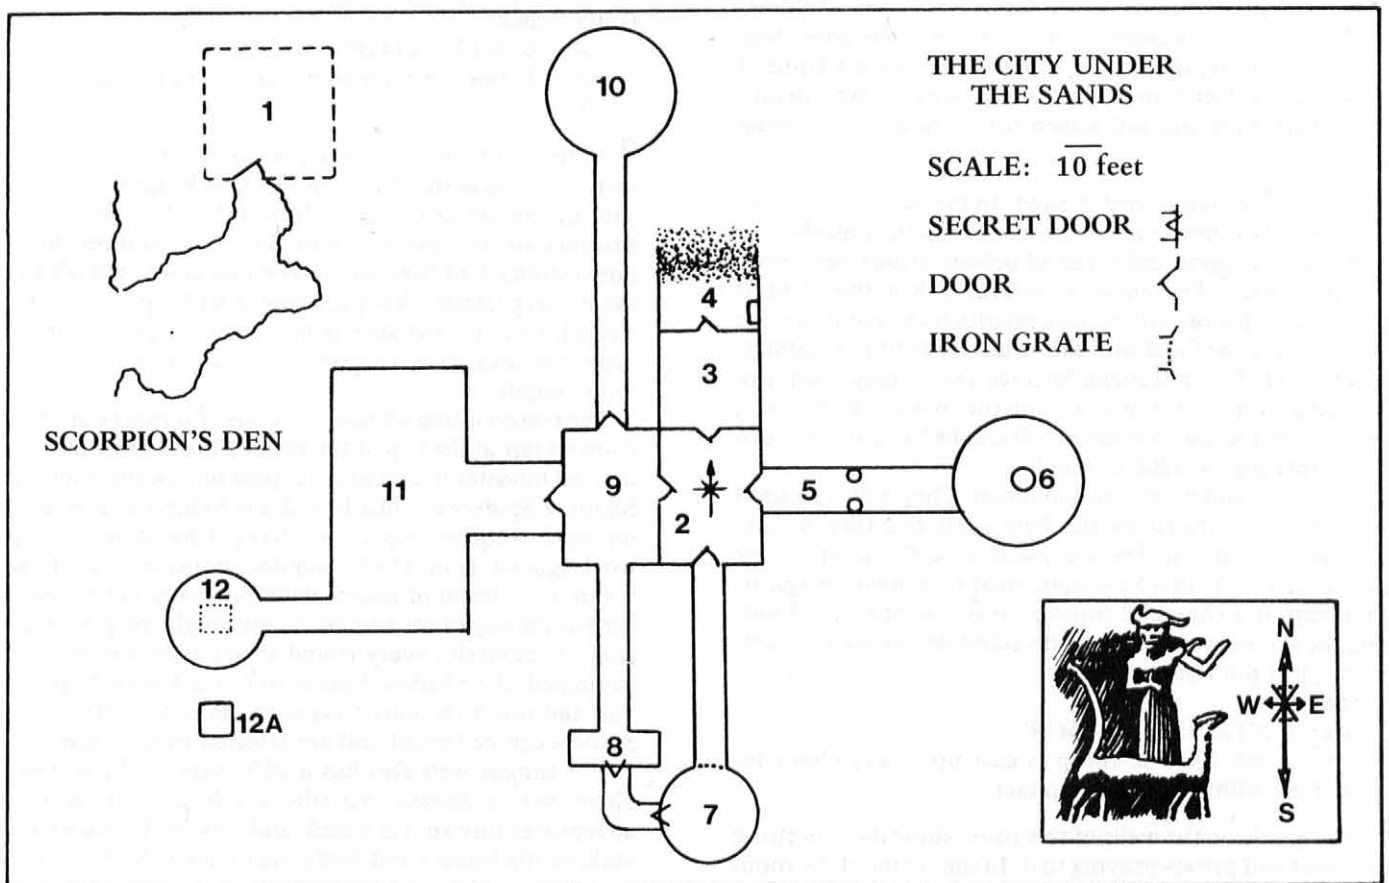 THE CITY UNDER
THE SANDS
SCALE: 10 feet
SECRET DOOR
DOOR
IRON GRATE
1
10
4
3
SCORPION'S DEN
11
9
2
5
6
12
12A
8
7
N
W E
S